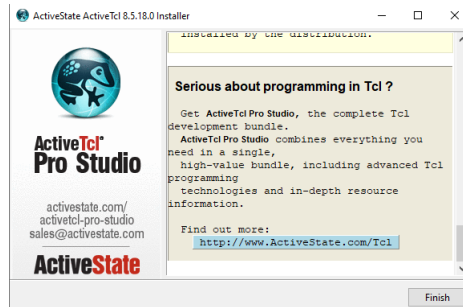 ActiveState ActiveTcl 8.5.18.0 Installer
installed by the distribution.
Serious about programming in Tcl ?
Get ActiveTcl Pro Studio, the complete Tcl
development bundle.
ActiveTcl Pro Studio combines everything you
need in a single,
high-value bundle, including advanced Tcl
programming
technologies and in-depth resource
information.
Find out more:
http://www.ActiveState.com/Tcl
ActiveTcl®
Pro Studio
activestate.com/
activetcl-pro-studio
sales@activestate.com
ActiveState
Finish